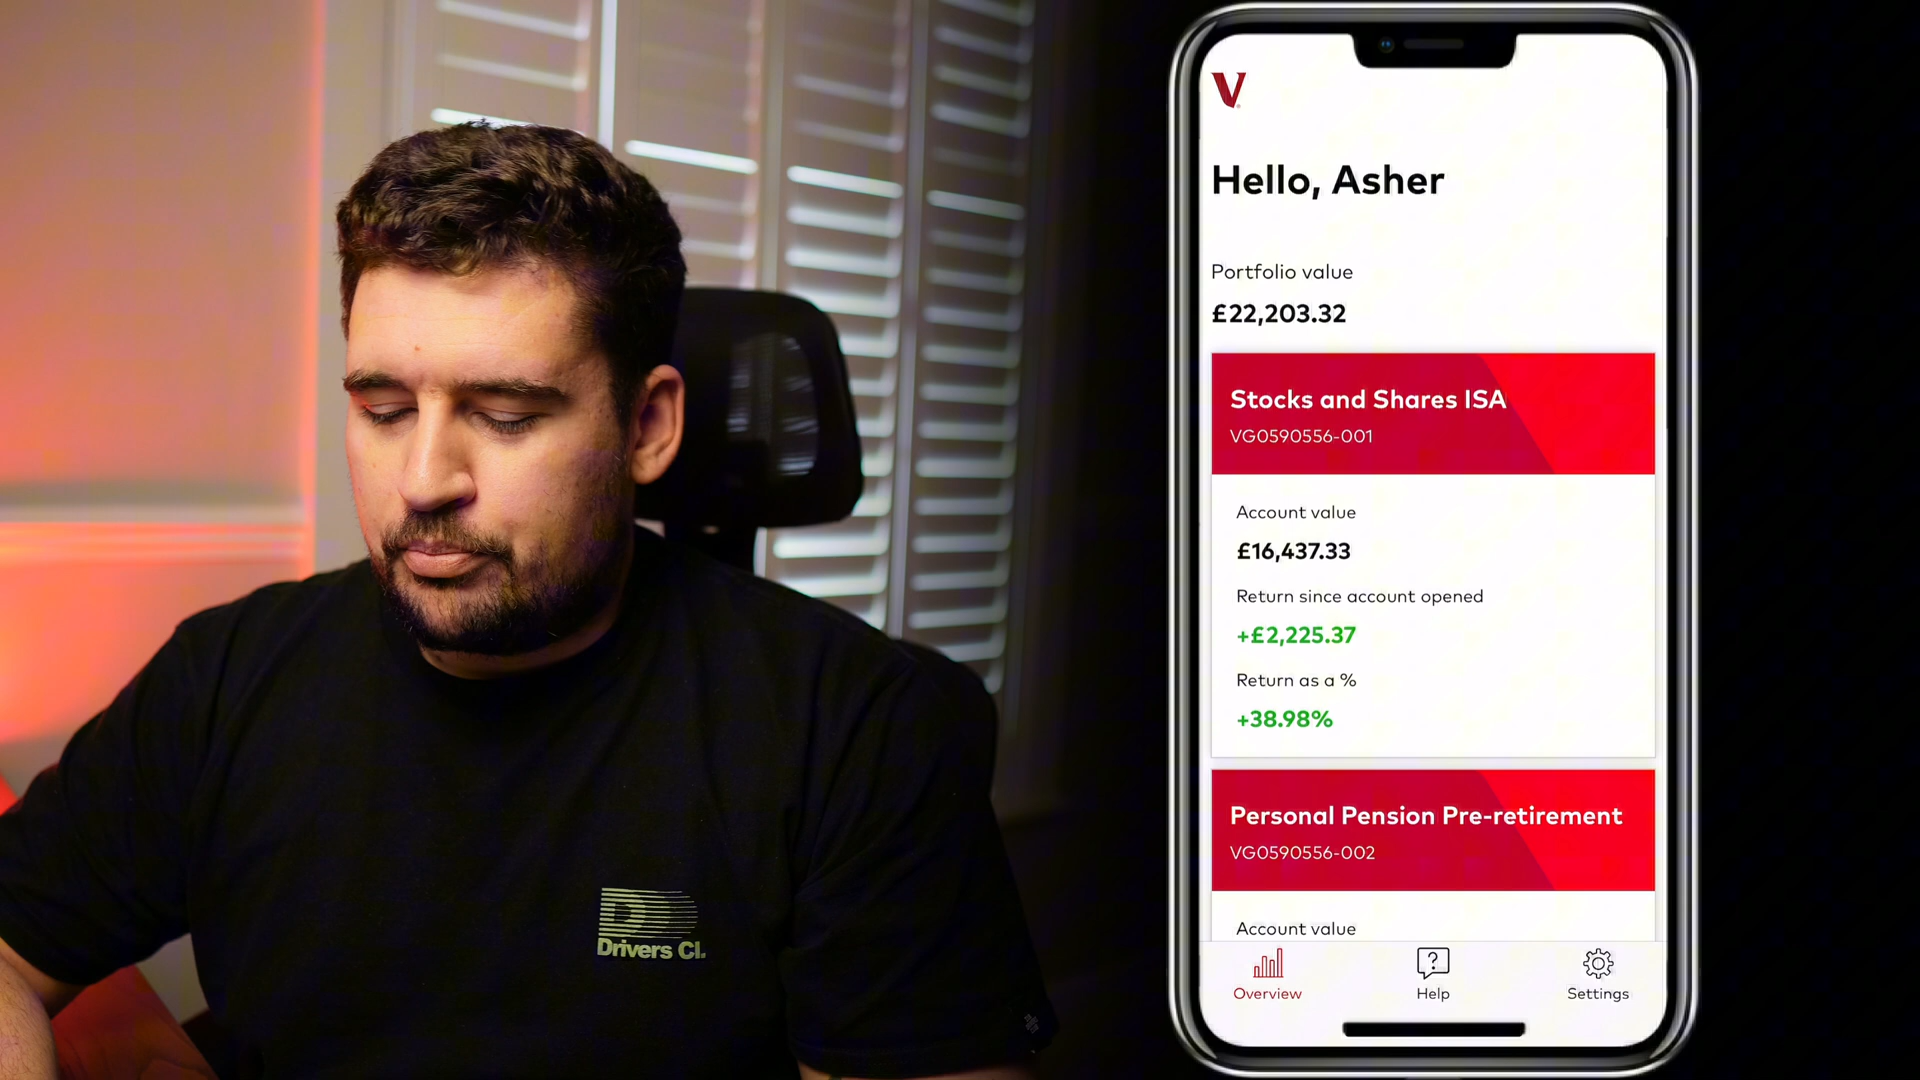 V
Hello, Asher
Portfolio value
£22,203.32
Stocks and Shares ISA
VG0590556-001
Account value
£16,437.33
Return since account opened
+£2,225.37
Return as a %
+38.98%
Personal Pension Pre-retirement
VG0590556-002
Account value
Overview
Help
Settings
D
Drivers Cl.